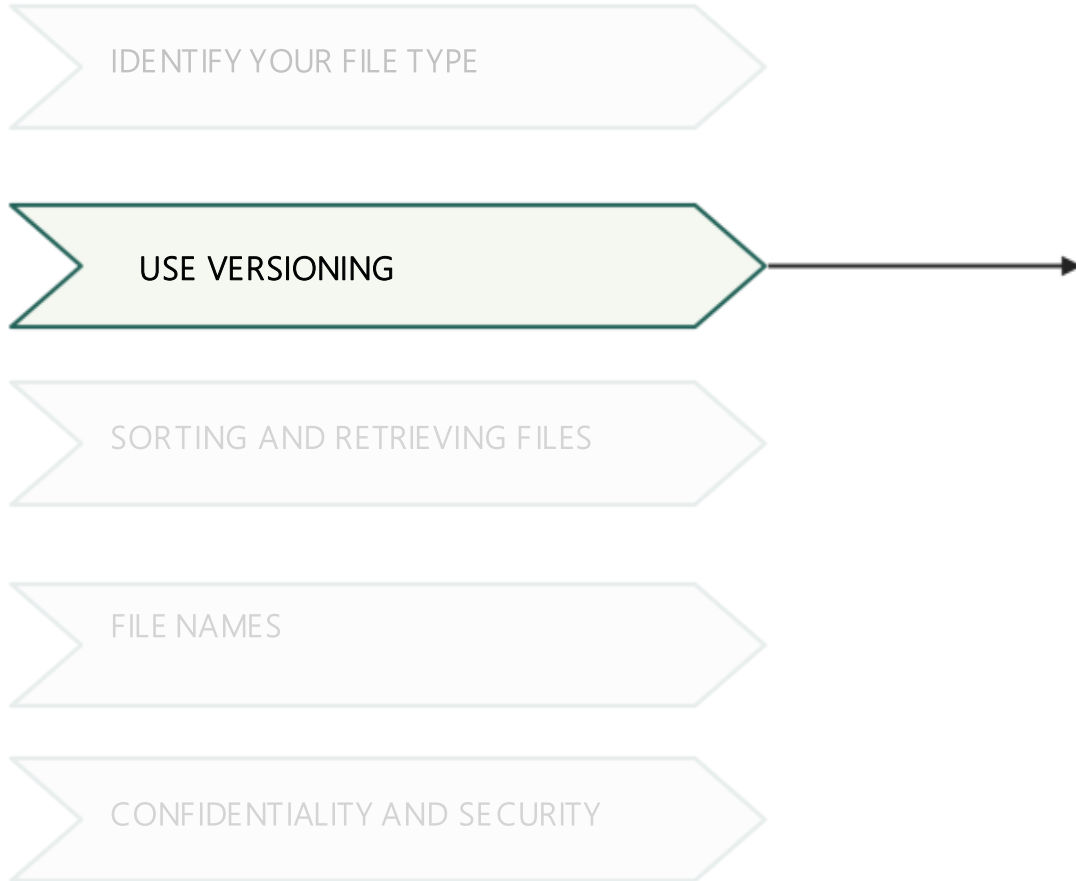 IDENTIFY YOUR FILE TYPE
USE VERSIONING
SORTING AND RETRIEVING FILES
FILE NAMES
CONFIDENTIALITY AND SECURITY